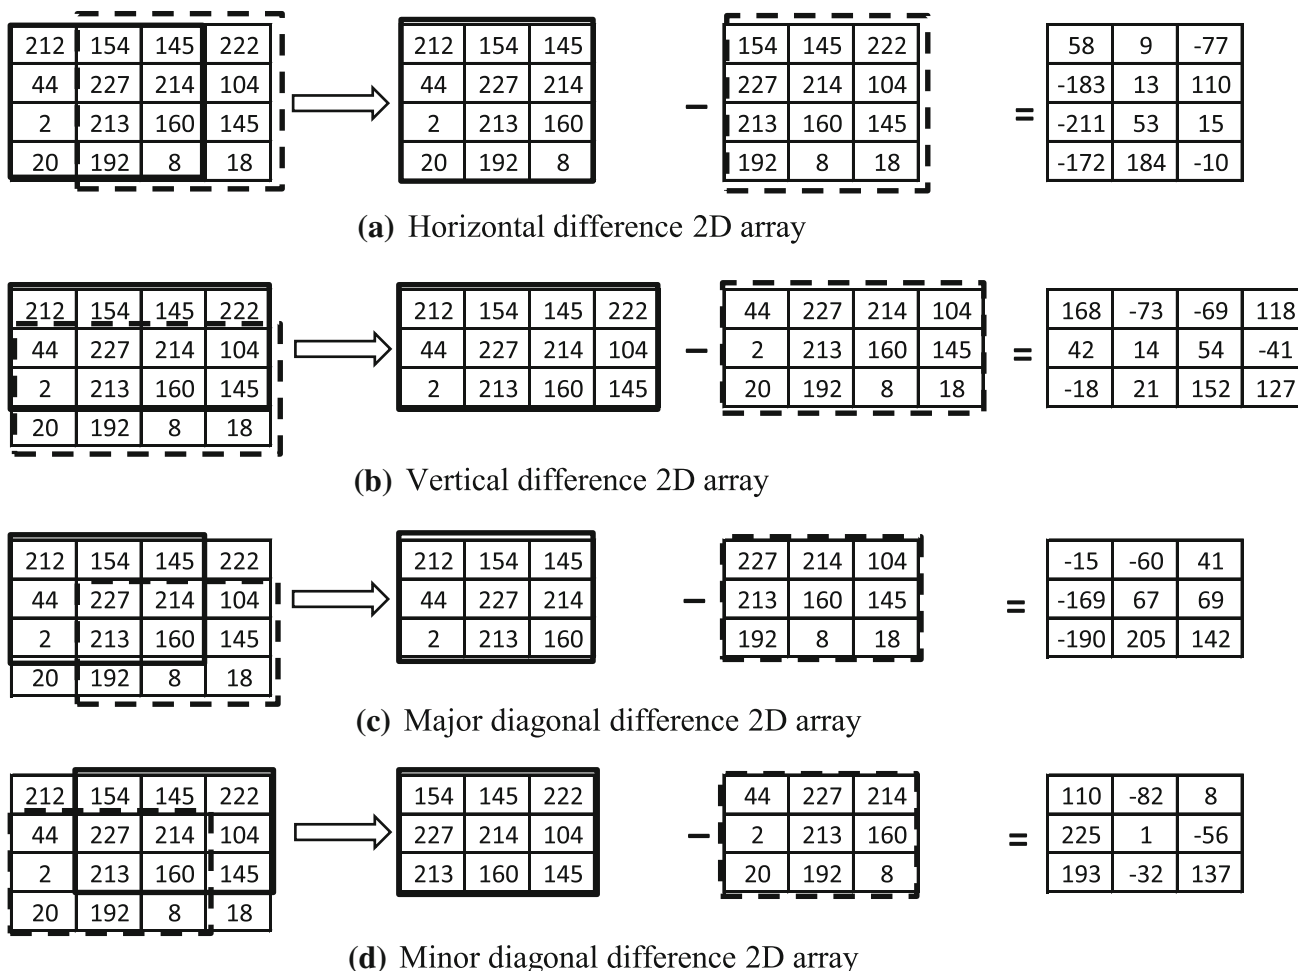 212 154 145 222 212 154 145 154 145 222 58 9 -77
44 227 214 104 44 227 214 227 214 104 -183 13 110
2 213 160 145 2 213 160 − 213 160 145 = -211 53 15
20 192 8 18 20 192 8 192 8 18 -172 184 -10
(a) Horizontal difference 2D array
212 154 145 222 212 154 145 222 44 227 214 104 168 -73 -69 118
44 227 214 104 44 227 214 104 − 2 213 160 145 = 42 14 54 -41
2 213 160 145 2 213 160 145 20 192 8 18 -18 21 152 127
20 192 8 18
(b) Vertical difference 2D array
212 154 145 222 212 154 145 227 214 104 -15 -60 41
44 227 214 104 44 227 214 − 213 160 145 = -169 67 69
2 213 160 145 2 213 160 192 8 18 -190 205 142
20 192 8 18
(c) Major diagonal difference 2D array
212 154 145 222 154 145 222 44 227 214 110 -82 8
44 227 214 104 227 214 104 − 2 213 160 = 225 1 -56
2 213 160 145 213 160 145 20 192 8 193 -32 137
20 192 8 18
(d) Minor diagonal difference 2D array